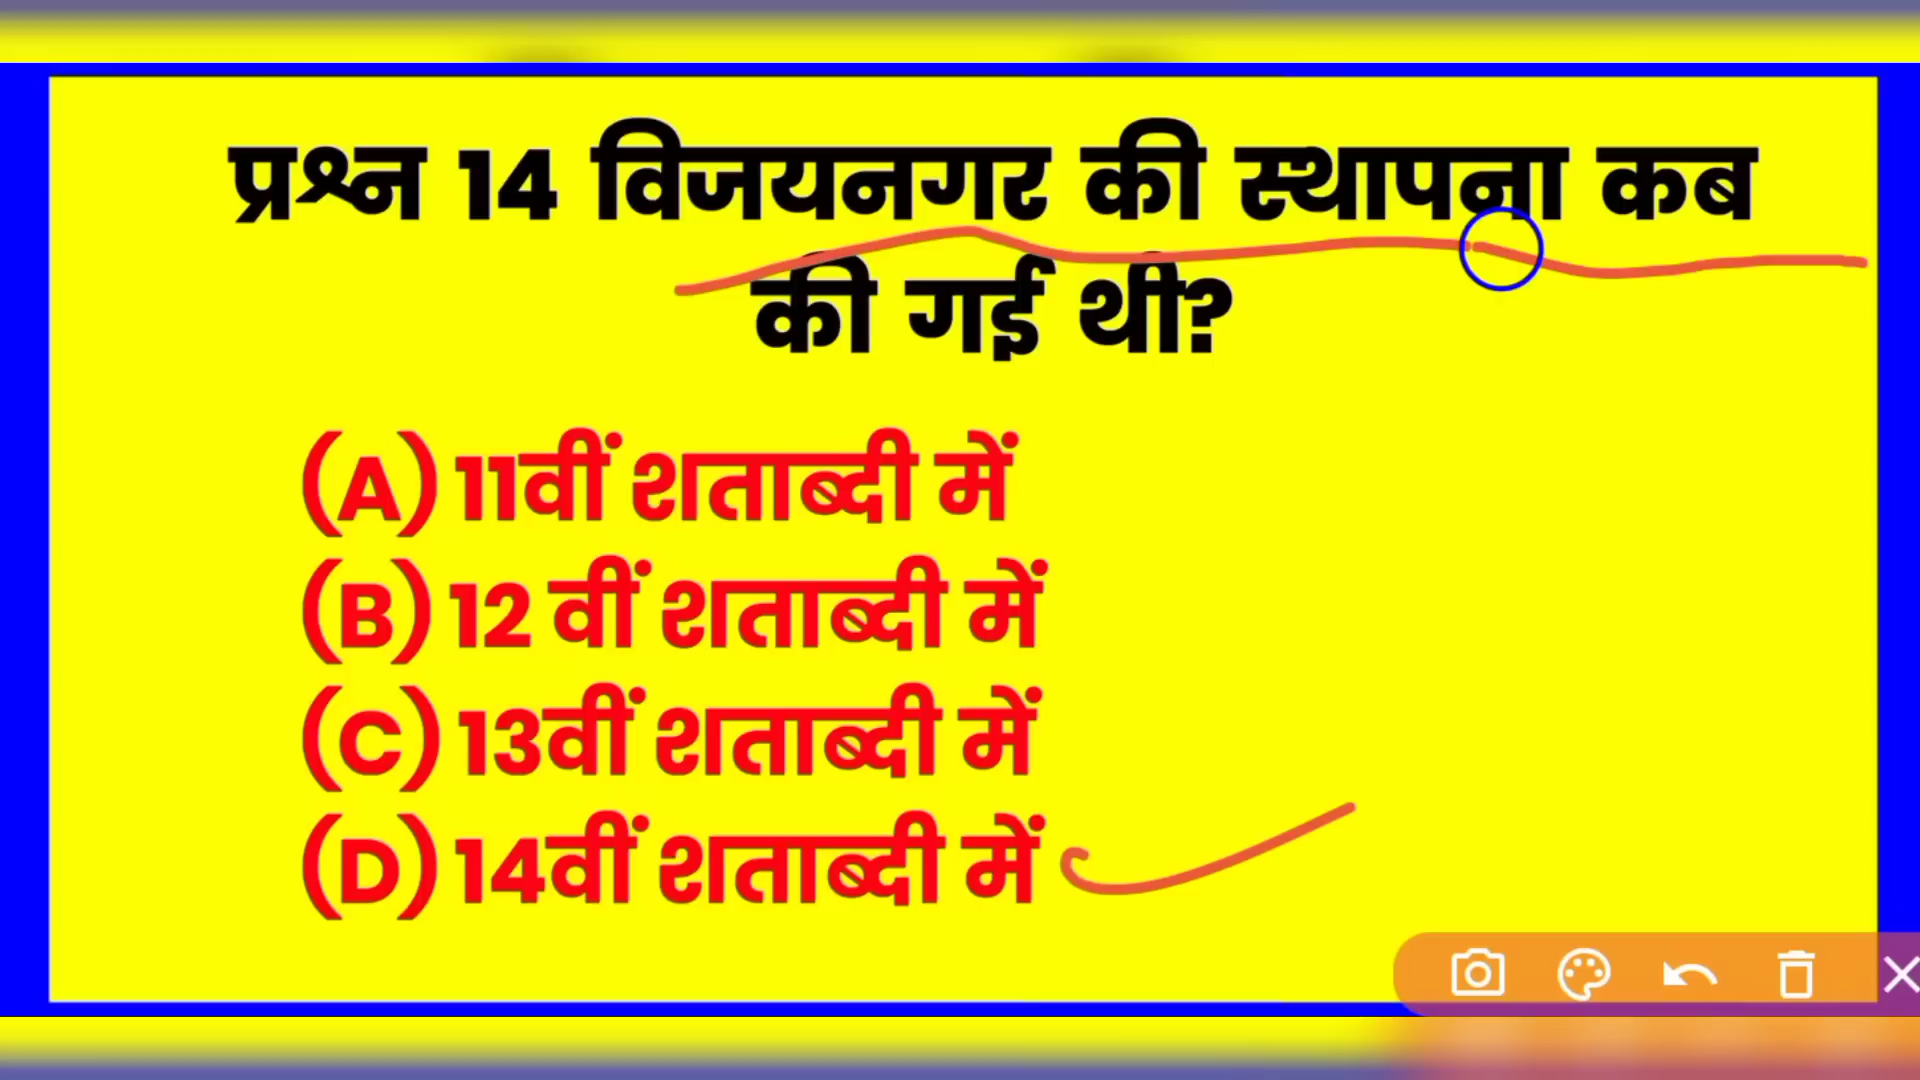 प्रश्न 14 विजयनगर की स्थापना कब
की गई थी?
(A) 11वीं शताब्दी में
(B) 12 वीं शताब्दी में
(C) 13वीं शताब्दी में
(D) 14वीं शताब्दी में